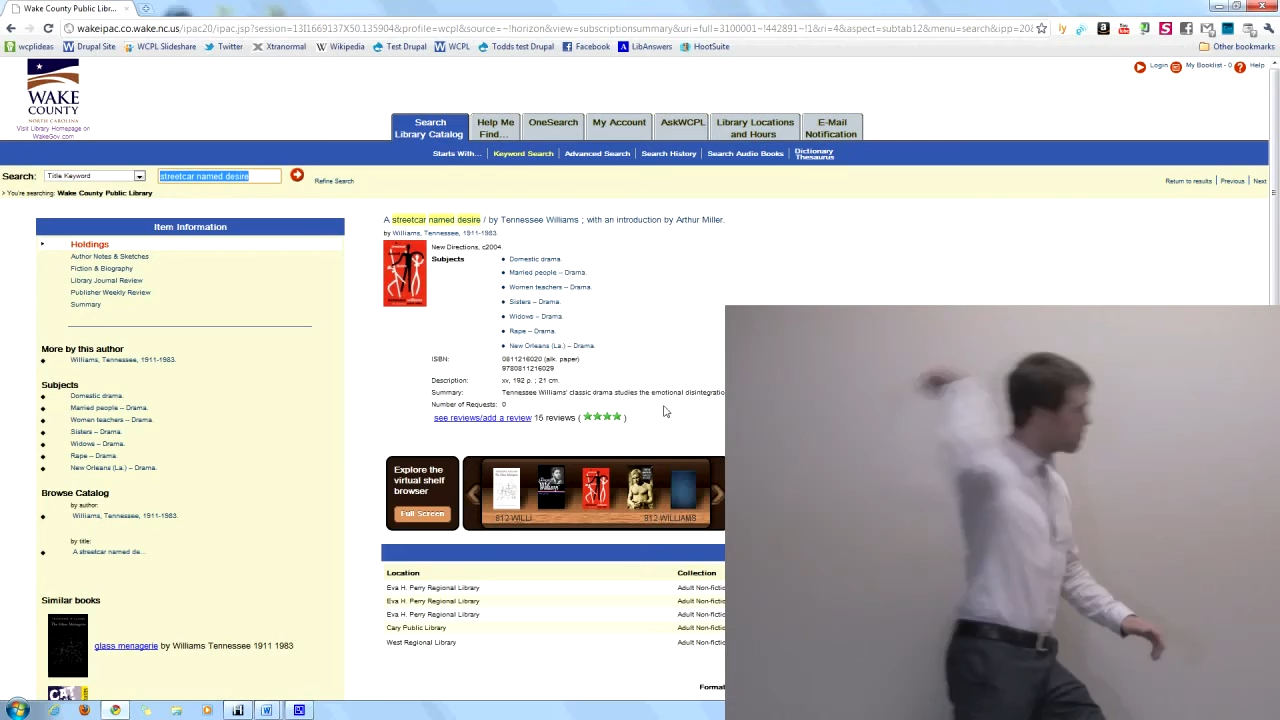 Wake County Public Libr... ×
wakeipac.co.wake.nc.us/ipac20/ipac.jsp?session=13I1669137X50.135904&profile=wcpl&source=~!horizon&view=subscriptionsummary&uri=full=3100001~!442891~!1&ri=4&aspect=subtab12&menu=search&ipp=20&
wcplideas Drupal Site WCPL Slideshare Twitter Xtranormal Wikipedia Test Drupal WCPL Todds test Drupal Facebook LibAnswers HootSuite Other bookmarks
WAKE
COUNTY
NORTH CAROLINA
Visit Library Homepage on
WakeGov.com
Login My Booklist - 0 Help
Search
Library Catalog
Help Me
Find...
OneSearch
My Account
AskWCPL
Library Locations
and Hours
E-Mail
Notification
Starts With... Keyword Search Advanced Search Search History Search Audio Books Dictionary
Thesaurus
Search: Title Keyword streetcar named desire Refine Search
Return to results Previous Next
> You're searching: Wake County Public Library
Item Information
Holdings
Author Notes & Sketches
Fiction & Biography
Library Journal Review
Publisher Weekly Review
Summary
More by this author
Williams, Tennessee, 1911-1983.
Subjects
Domestic drama.
Married people -- Drama.
Women teachers -- Drama.
Sisters -- Drama.
Widows -- Drama.
Rape -- Drama.
New Orleans (La.) -- Drama.
Browse Catalog
by author:
Williams, Tennessee, 1911-1983.
by title:
A streetcar named de...
Similar books
glass menagerie by Williams Tennessee 1911 1983
A streetcar named desire / by Tennessee Williams ; with an introduction by Arthur Miller.
by Williams, Tennessee, 1911-1983.
New Directions, c2004
Subjects
Domestic drama.
Married people -- Drama.
Women teachers -- Drama.
Sisters -- Drama.
Widows -- Drama.
Rape -- Drama.
New Orleans (La.) -- Drama.
ISBN: 0811216020 (alk. paper)
9780811216029
Description: xv, 192 p. ; 21 cm.
Summary: Tennessee Williams' classic drama studies the emotional disintegratio
Number of Requests: 0
see reviews/add a review 15 reviews ( )
Explore the
virtual shelf
browser
Full Screen
812 WILLI 812 WILLIAMS
Location Collection
Eva H. Perry Regional Library Adult Non-fictio
Eva H. Perry Regional Library Adult Non-fictio
Eva H. Perry Regional Library Adult Non-fictio
Cary Public Library Adult Non-fictio
West Regional Library Adult Non-fictio
Format